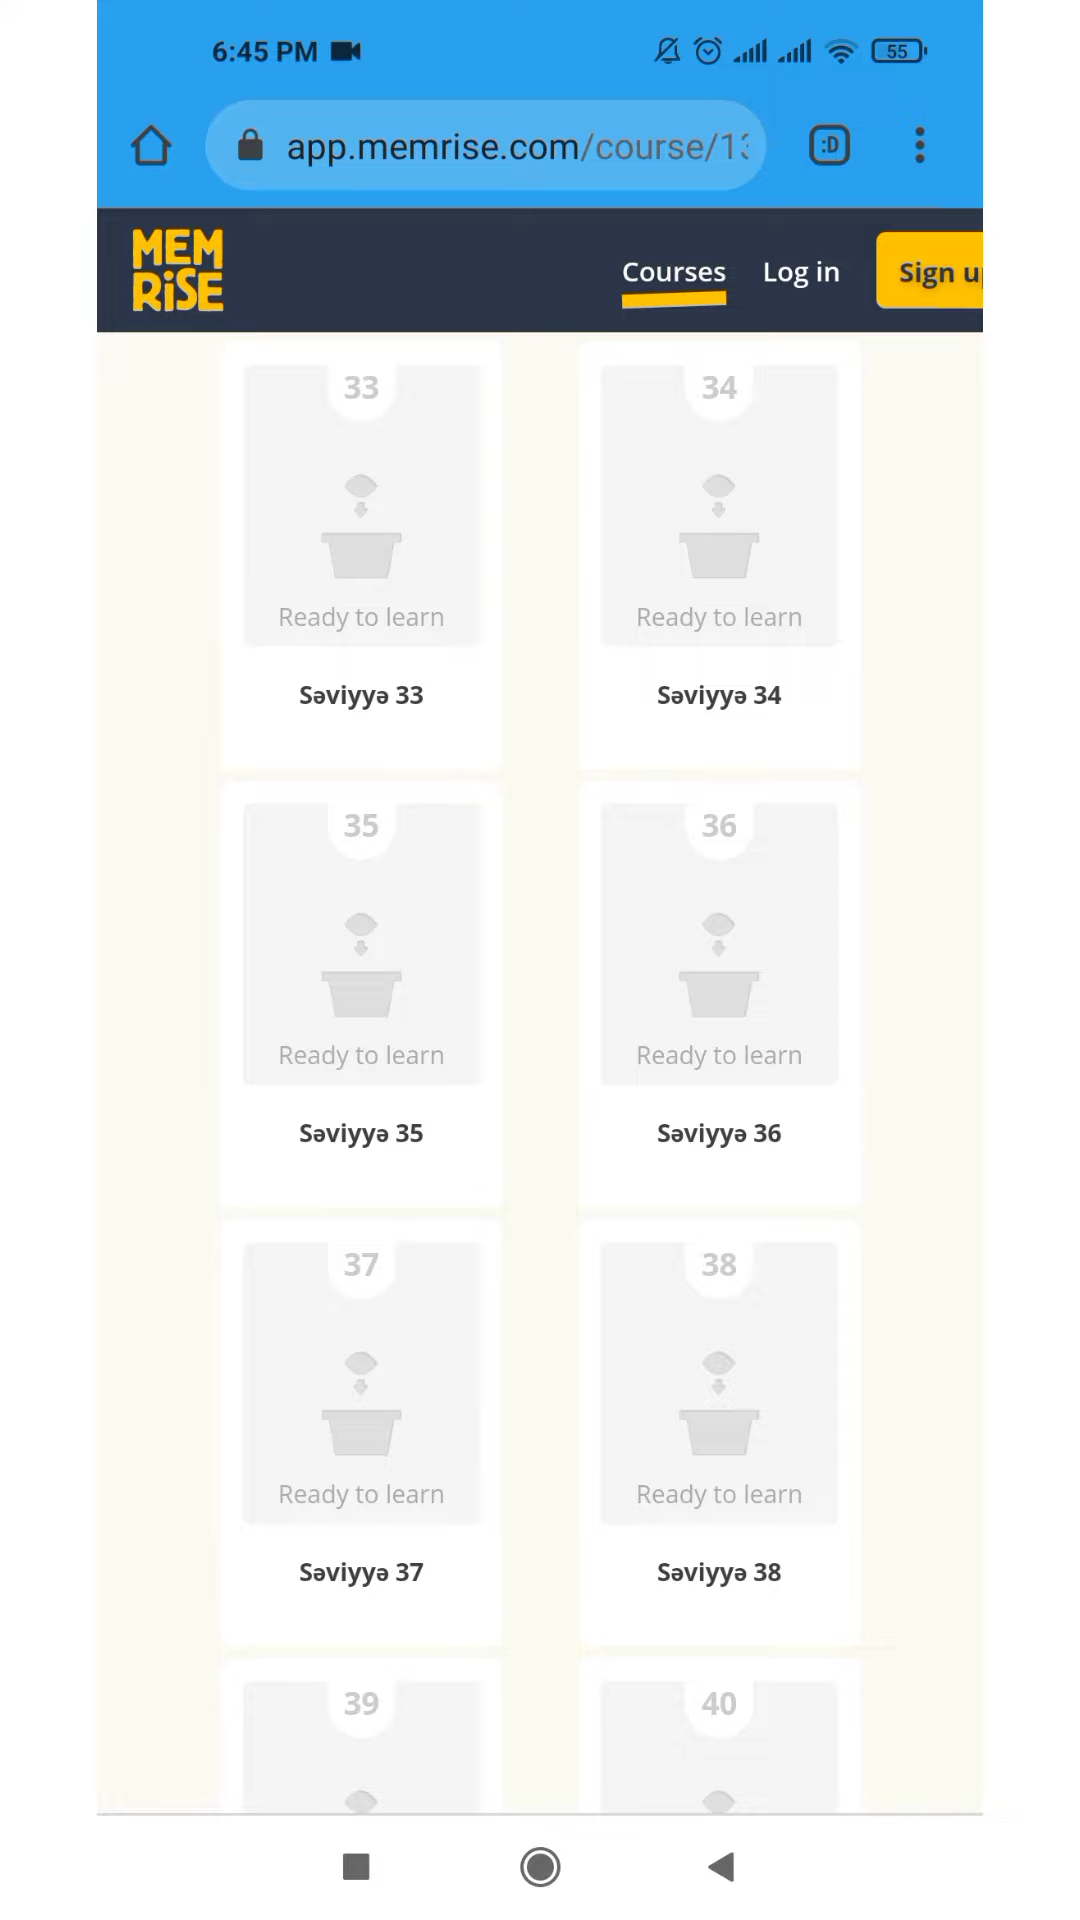 6:45 PM
55
app.memrise.com/course/13
:D
MEM
RiSE
Courses
Log in
Sign u
33
34
Ready to learn
Ready to learn
Səviyyə 33
Səviyyə 34
35
36
Ready to learn
Ready to learn
Səviyyə 35
Səviyyə 36
37
38
Ready to learn
Ready to learn
Səviyyə 37
Səviyyə 38
39
40